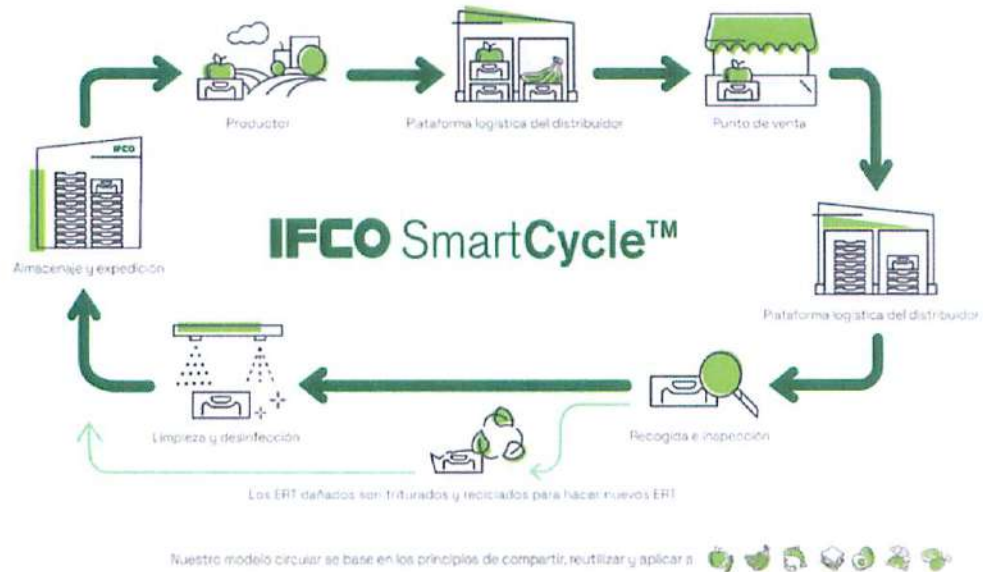 Productor
Plataforma logística del distribuidor
Punto de venta
IFCO
Almacenaje y expedición
IFCO SmartCycle™
Plataforma logística del distribuidor
Limpieza y desinfección
Recogida e inspección
Los ERT dañados son triturados y reciclados para hacer nuevos ERT
Nuestro modelo circular se base en los principios de compartir, reutilizar y aplicar a